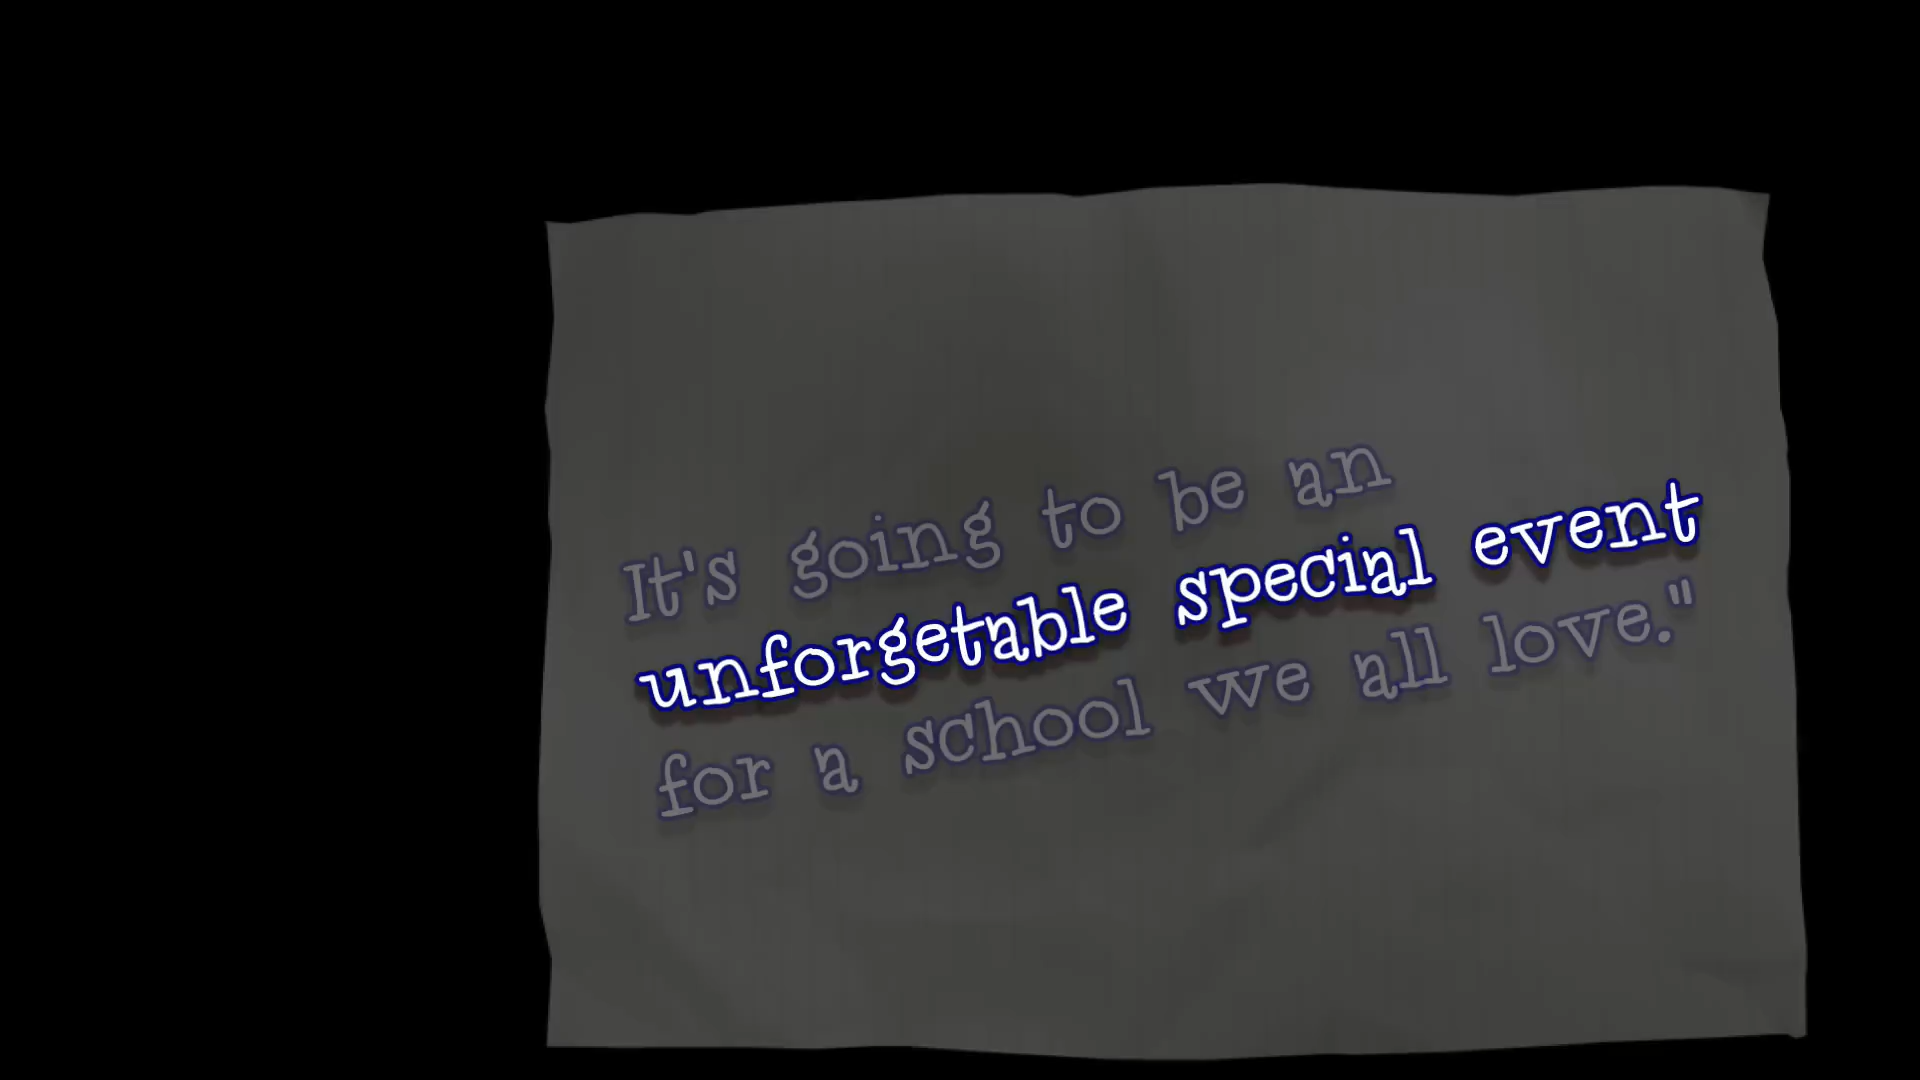 It's going to be an
unforgetable special event
for a school we all love."